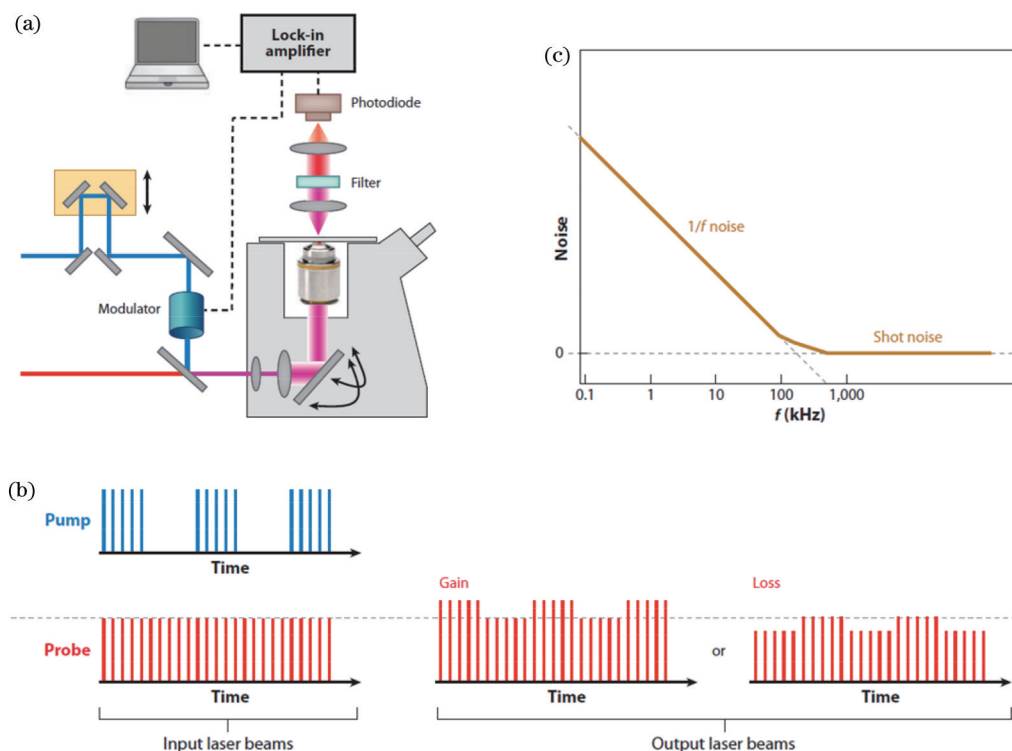 (a)
Lock-in
amplifier
Photodiode
Filter
Modulator
(c)
Noise
1/f noise
Shot noise
0
0.1 1 10 100 1,000
f (kHz)
(b)
Pump
Time
Gain
Loss
Probe
or
Time
Time
Time
Input laser beams
Output laser beams